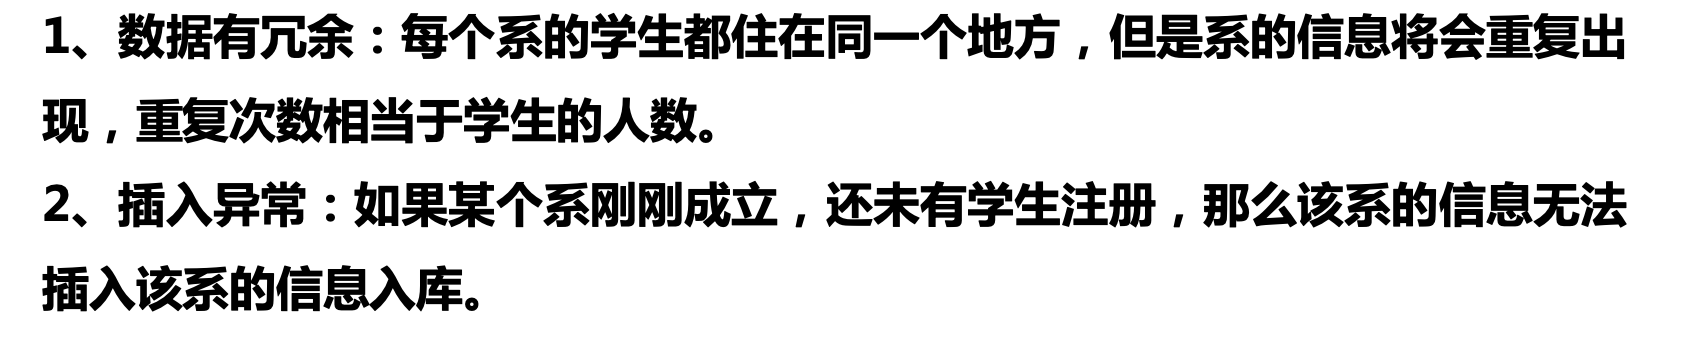 1、数据有冗余：每个系的学生都住在同一个地方，但是系的信息将会重复出
现，重复次数相当于学生的人数。
2、插入异常：如果某个系刚刚成立，还未有学生注册，那么该系的信息无法
插入该系的信息入库。